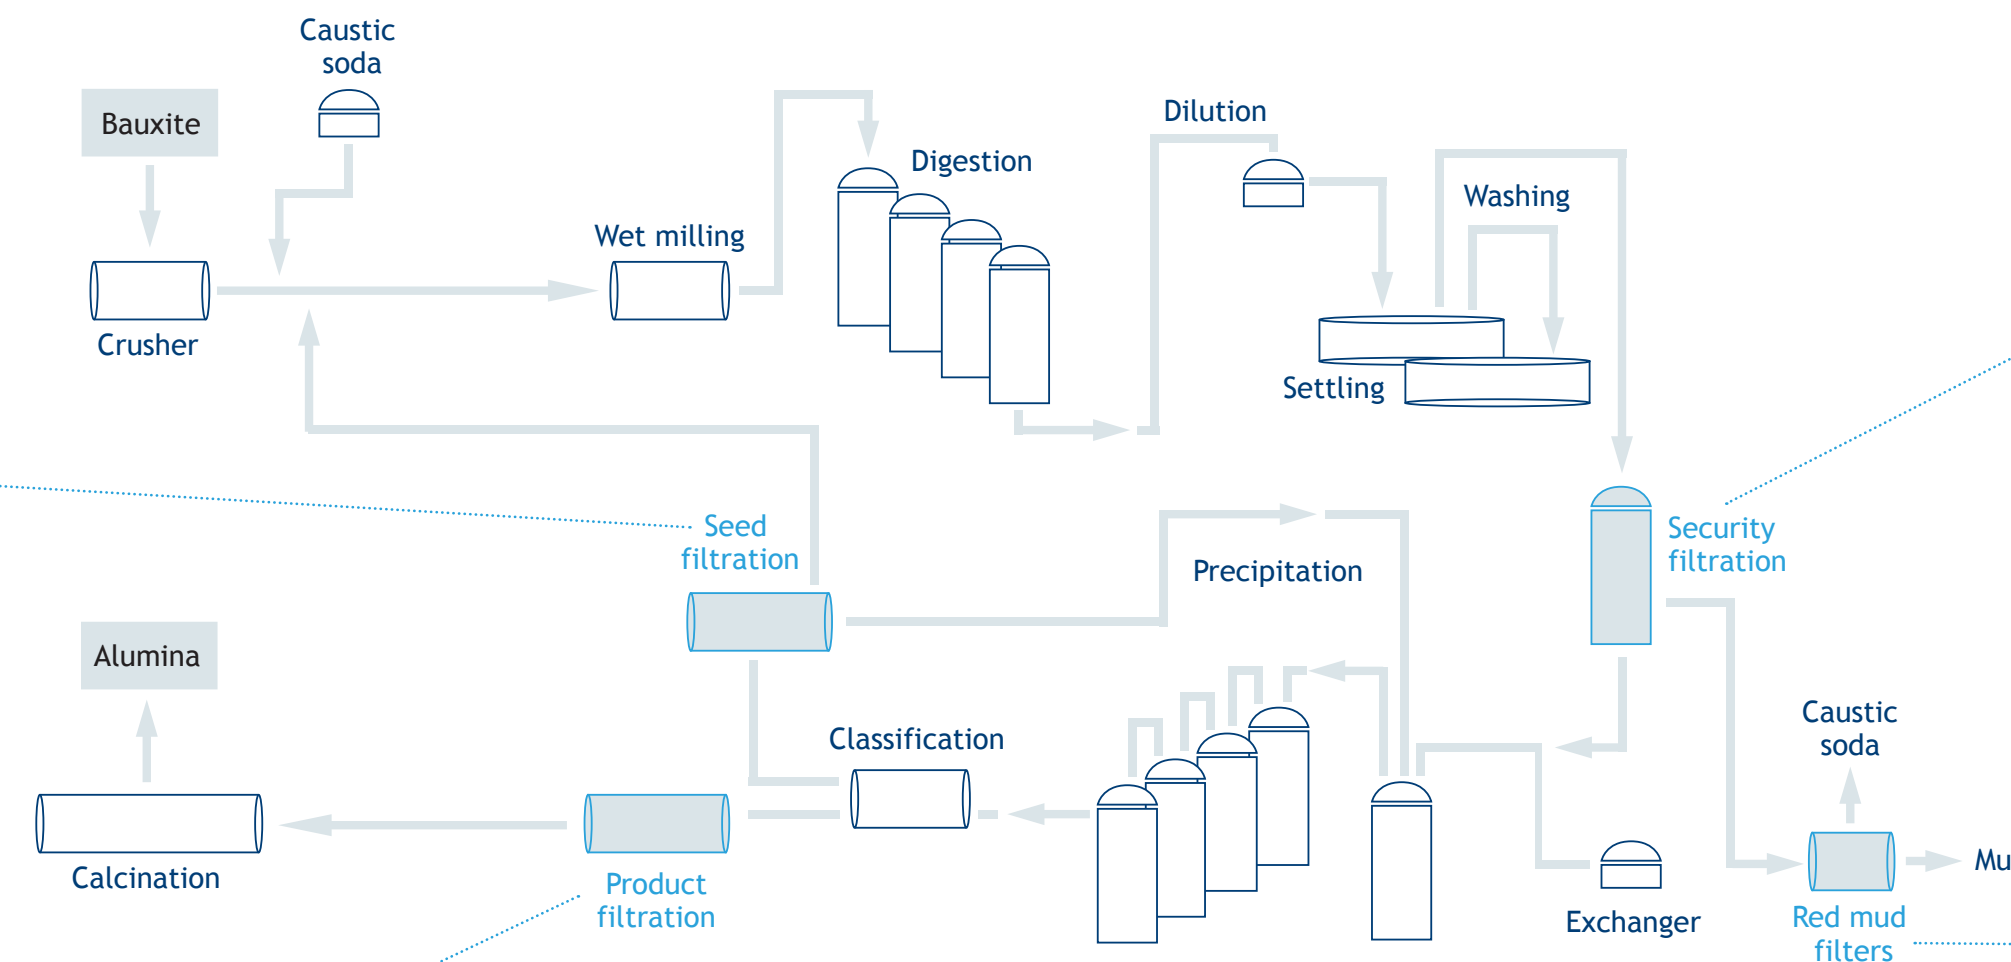 Caustic
soda
Bauxite
Dilution
Digestion
Washing
Wet milling
Crusher
Settling
Seed
filtration
Security
filtration
Precipitation
Alumina
Caustic
soda
Classification
Calcination
Product
filtration
Exchanger
Mu
Red mud
filters